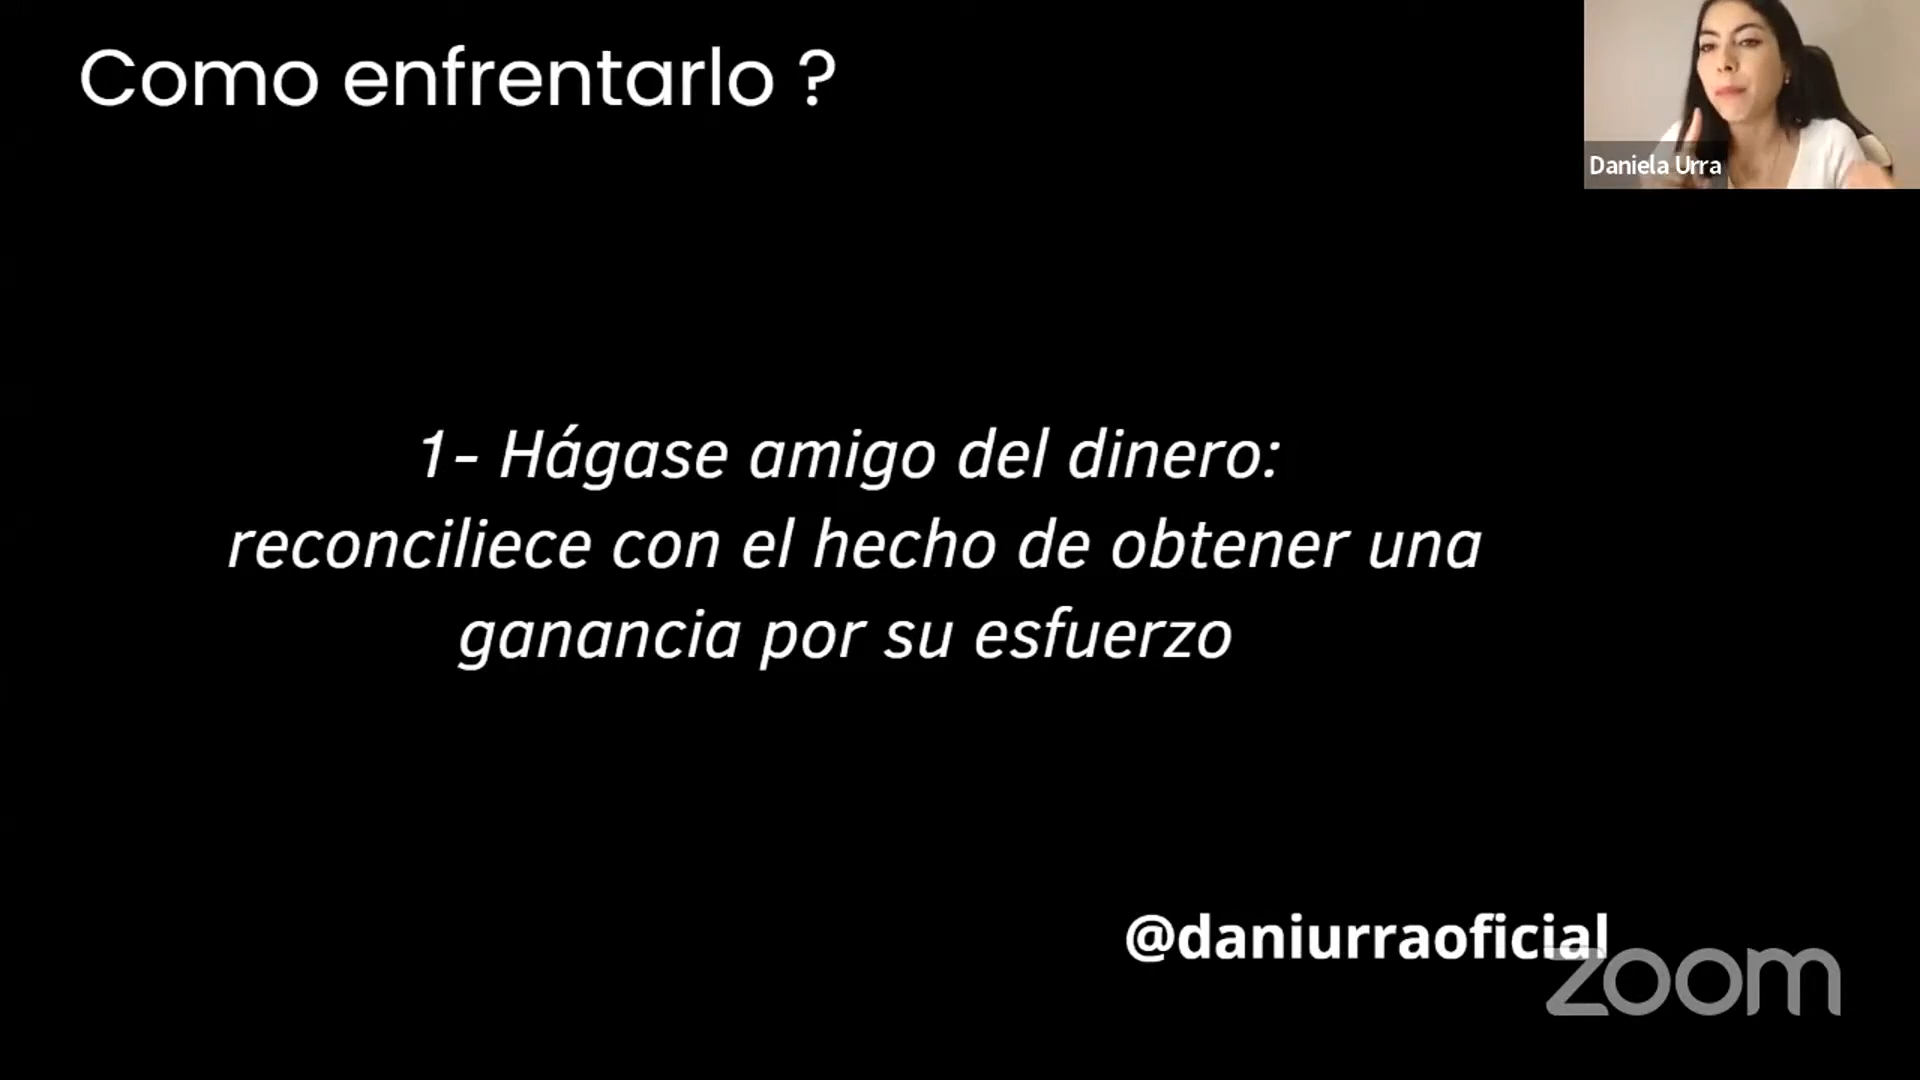 Como enfrentarlo ?
Daniela Urra
1- Hágase amigo del dinero:
reconciliece con el hecho de obtener una
ganancia por su esfuerzo
@daniurraoficial
zoom